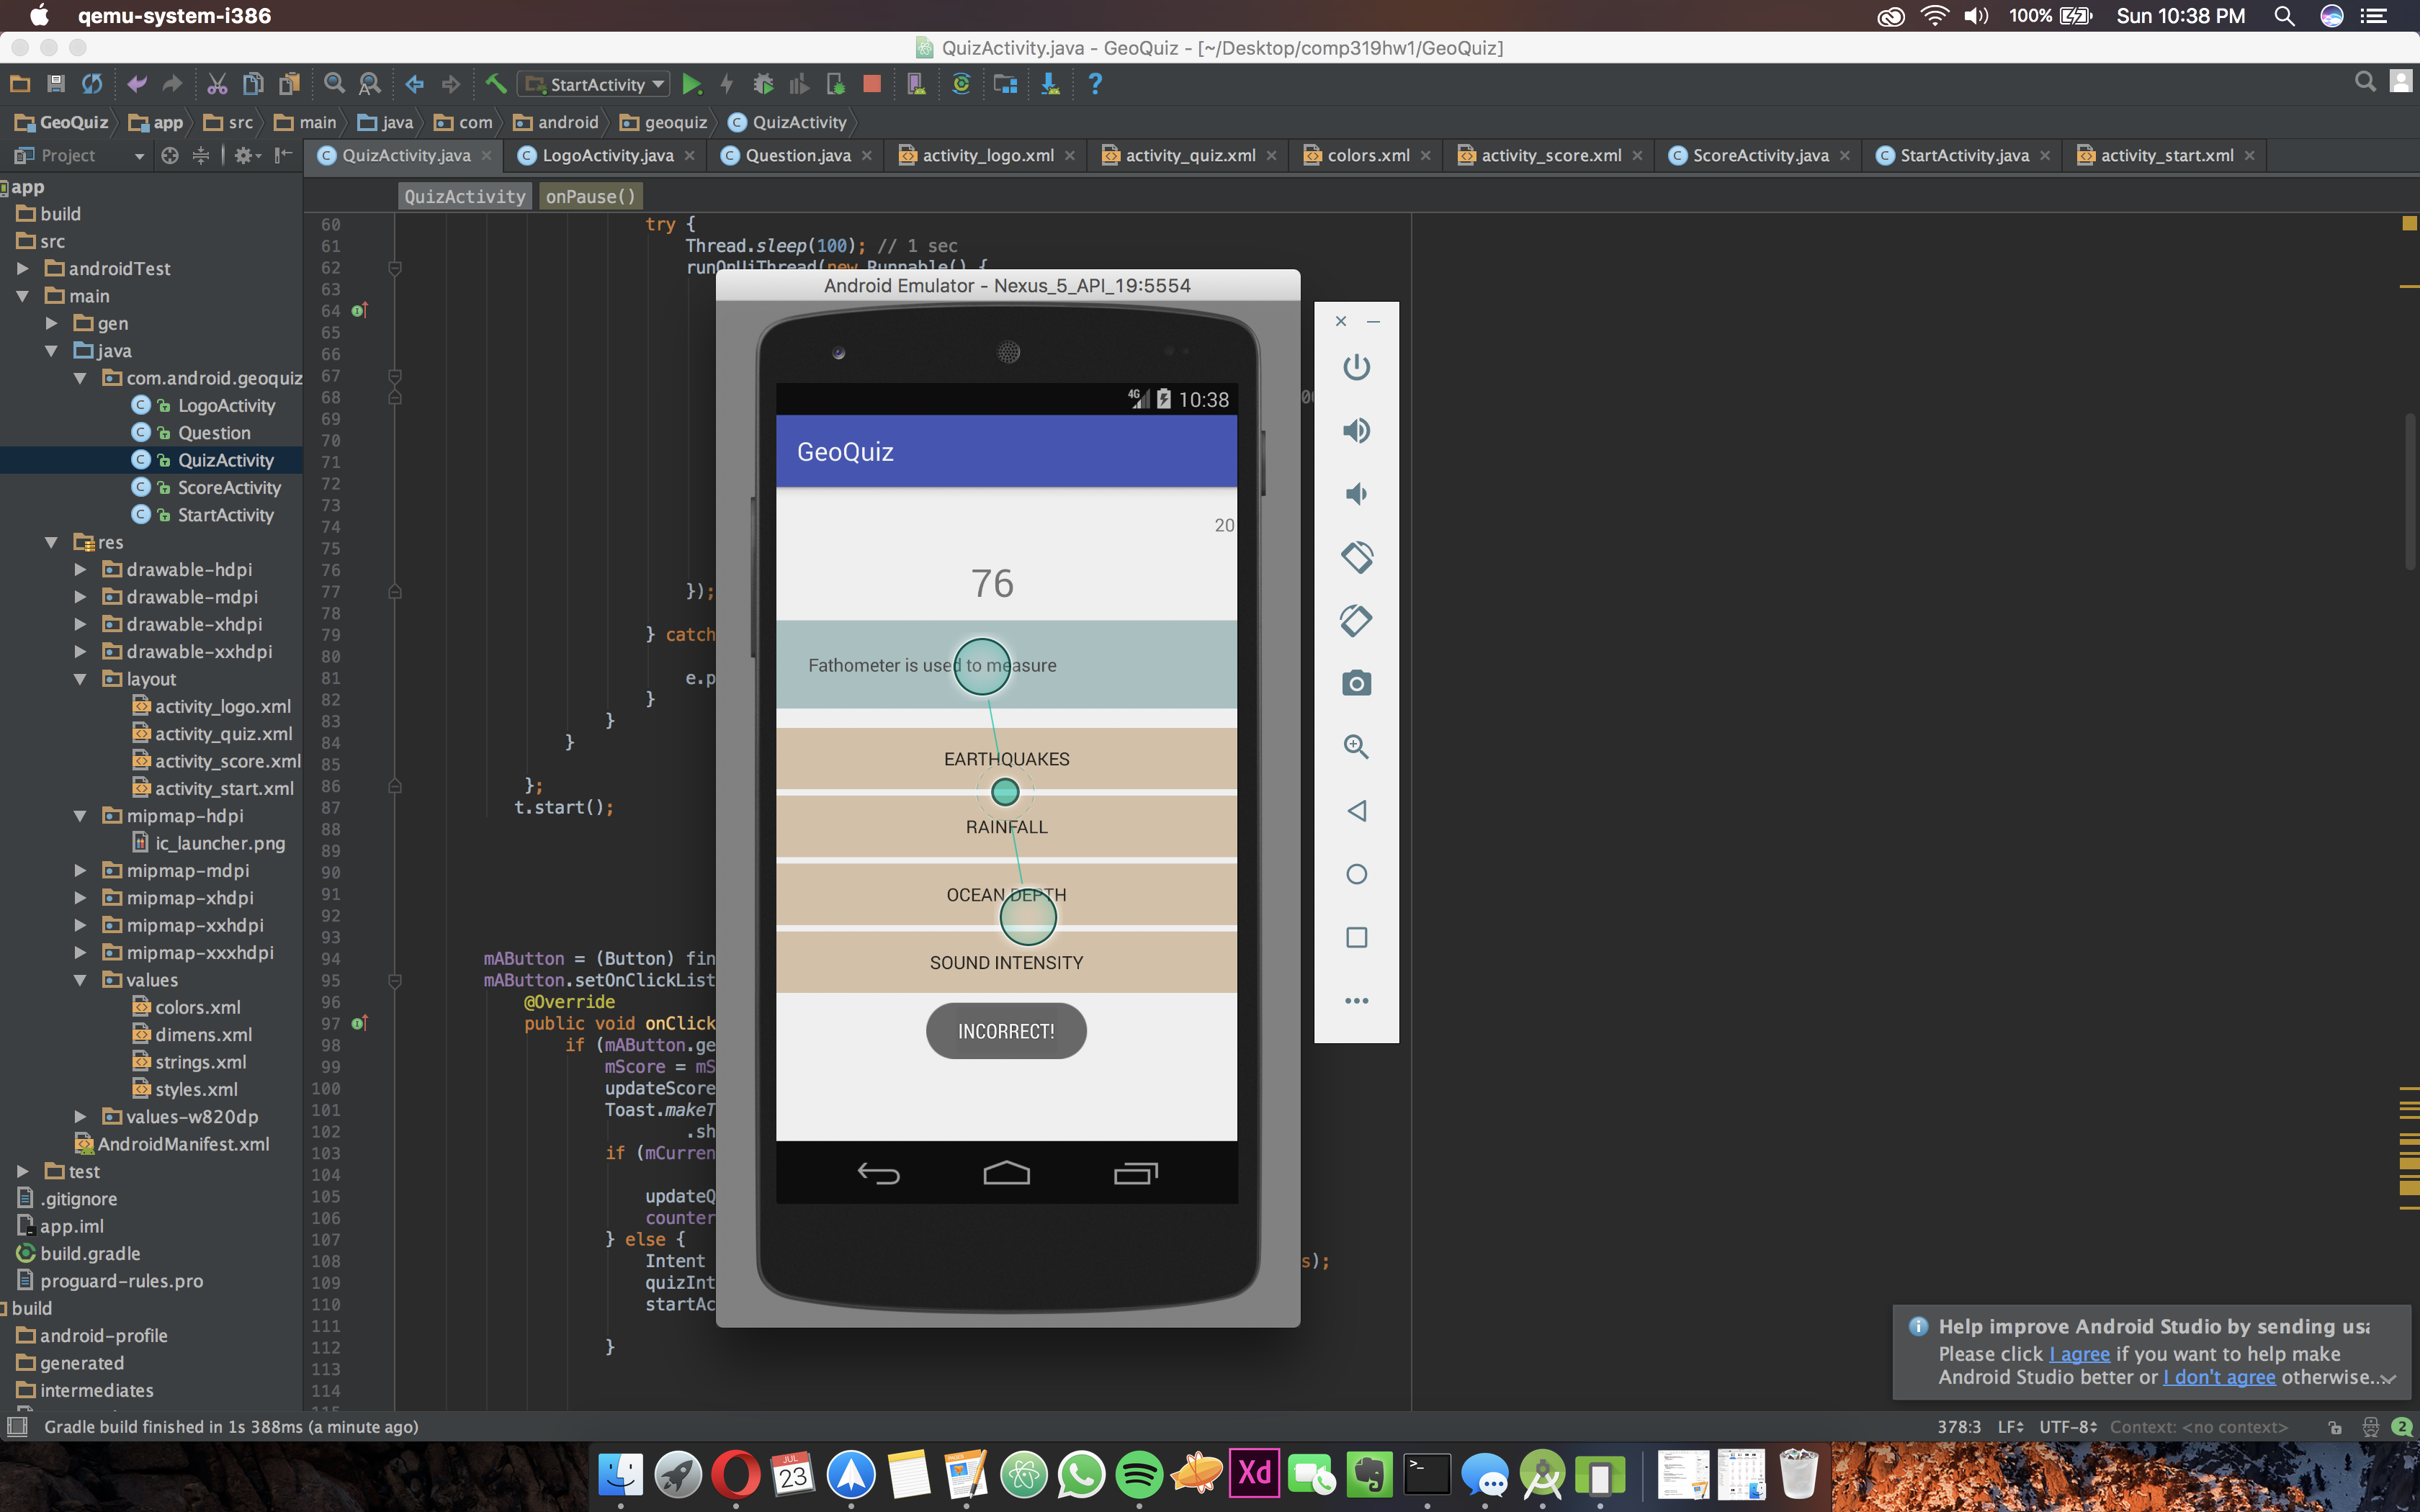 qemu-system-i386
100%
Sun 10:38 PM
QuizActivity.java - GeoQuiz - [~/Desktop/comp319hw1/GeoQuiz]
StartActivity
GeoQuiz app src main java com android geoquiz QuizActivity
Project
QuizActivity.java LogoActivity.java Question.java activity_logo.xml activity_quiz.xml colors.xml activity_score.xml ScoreActivity.java StartActivity.java activity_start.xml
QuizActivity onPause()
app
build
src
androidTest
main
gen
java
com.android.geoquiz
LogoActivity
Question
QuizActivity
ScoreActivity
StartActivity
res
drawable-hdpi
drawable-mdpi
drawable-xhdpi
drawable-xxhdpi
layout
activity_logo.xml
activity_quiz.xml
activity_score.xml
activity_start.xml
mipmap-hdpi
ic_launcher.png
mipmap-mdpi
mipmap-xhdpi
mipmap-xxhdpi
mipmap-xxxhdpi
values
colors.xml
dimens.xml
strings.xml
styles.xml
values-w820dp
AndroidManifest.xml
test
.gitignore
app.iml
build.gradle
proguard-rules.pro
build
android-profile
generated
intermediates
60 try {
61 Thread.sleep(100); // 1 sec
62 runOnUiThread(new Runnable() {
63
64
65
66
67
68
69
70
71
72
73
74
75
76
77 });
78
79 } catch
80
81 e.p
82 }
83 }
84 }
85
86 };
87 t.start();
88
89
90
91
92
93
94 mAButton = (Button) fin
95 mAButton.setOnClickList
96 @Override
97 public void onClick
98 if (mAButton.ge
99 mScore = mS
100 updateScore
101 Toast.makeT
102 .sh
103 if (mCurren
104
105 updateQ
106 counter
107 } else {
108 Intent s);
109 quizInt
110 startAc
111
112 }
113
114
Android Emulator - Nexus_5_API_19:5554
4G 10:38
GeoQuiz
20
76
Fathometer is used to measure
EARTHQUAKES
RAINFALL
OCEAN DEPTH
SOUND INTENSITY
INCORRECT!
Help improve Android Studio by sending usa
Please click I agree if you want to help make
Android Studio better or I don't agree otherwise...
Gradle build finished in 1s 388ms (a minute ago)
378:3 LF UTF-8 Context: <no context>
2
JUL
23
Xd
>_